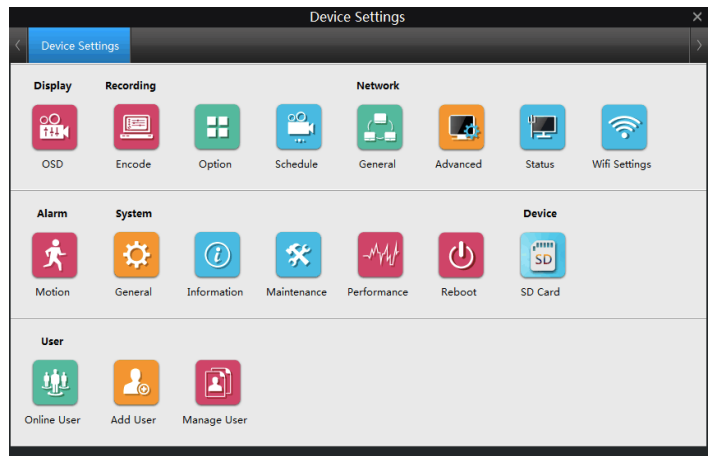 Device Settings
Device Settings
Display Recording Network
OSD Encode Option Schedule General Advanced Status Wifi Settings
Alarm System Device
SD
Motion General Information Maintenance Performance Reboot SD Card
User
Online User Add User Manage User